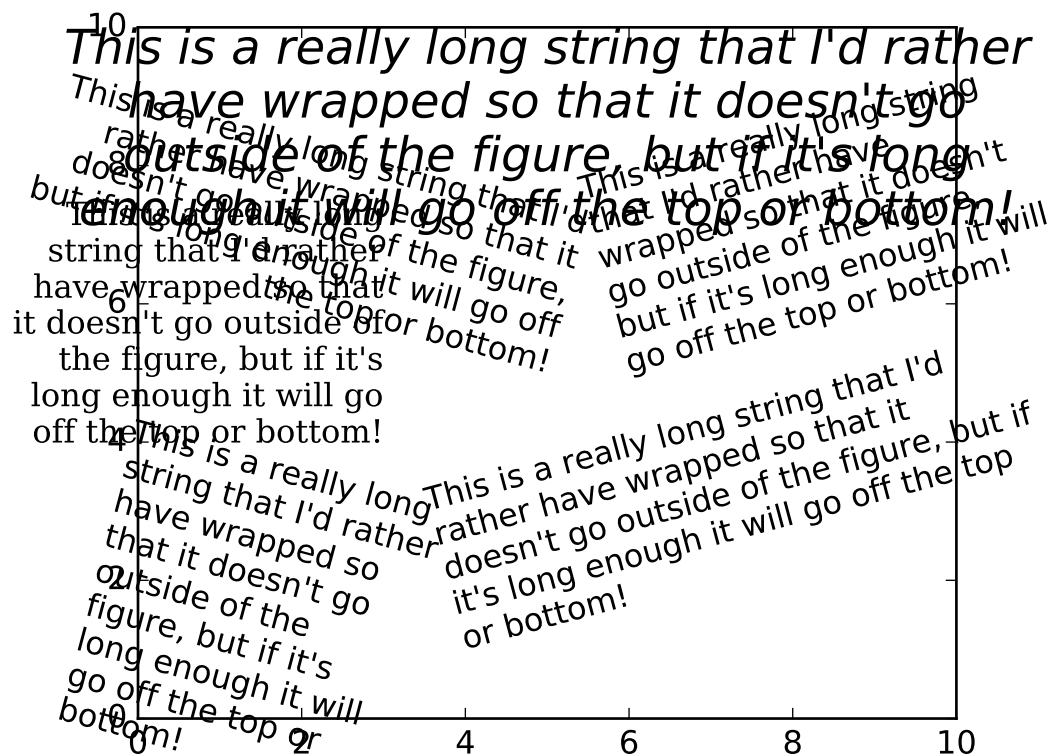 10
This is a really long string that I'd rather
have wrapped so that it doesn't go
outside of the figure, but if it's long
enough it will go off the top or bottom!
This is a really long string that I'd
rather have wrapped so that it
doesn't go outside of the figure,
but if it's long enough it will go off
the top or bottom!
This is a really long string
that I'd rather have
wrapped so that it doesn't
go outside of the figure,
but if it's long enough it will
go off the top or bottom!
8
This is a really long
string that I'd rather
have wrapped so that
it doesn't go outside of
the figure, but if it's
long enough it will go
off the top or bottom!
6
4
This is a really long
string that I'd rather
have wrapped so
that it doesn't go
outside of the
figure, but if it's
long enough it will
go off the top or
bottom!
This is a really long string that I'd
rather have wrapped so that it
doesn't go outside of the figure, but if
it's long enough it will go off the top
or bottom!
2
0
0 2 4 6 8 10